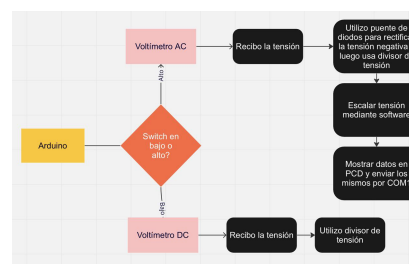 Voltímetro AC
Recibo la tensión
Utilizo puente de
diodos para rectifica
la tensión negativa
luego usa divisor d
tensión
Alto
Escalar tensión
mediante software
Arduino
Switch en
bajo o
alto?
Mostrar datos en
PCD y enviar los
mismos por COM1
Bajo
Voltímetro DC
Recibo la tensión
Utilizo divisor de
tensión